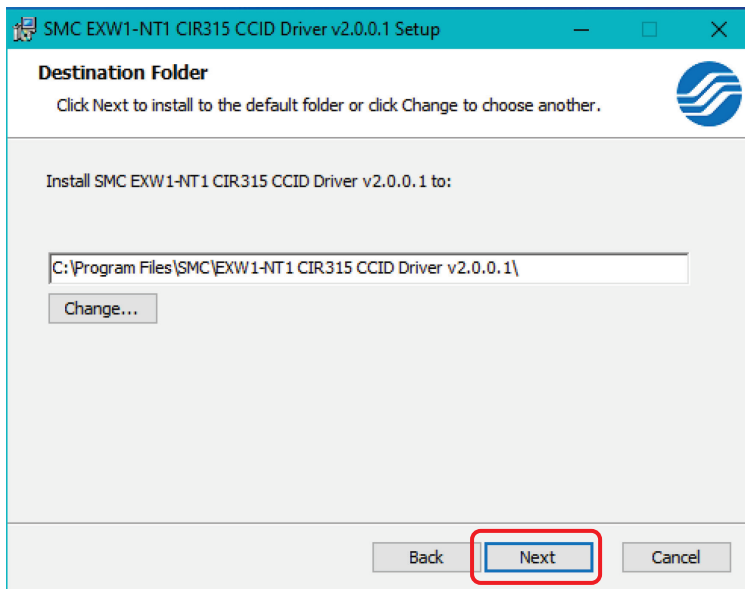 SMC EXW1-NT1 CIR315 CCID Driver v2.0.0.1 Setup
Destination Folder
Click Next to install to the default folder or click Change to choose another.
Install SMC EXW1-NT1 CIR315 CCID Driver v2.0.0.1 to:
C:\Program Files\SMC\EXW1-NT1 CIR315 CCID Driver v2.0.0.1\
Change...
Back Next Cancel